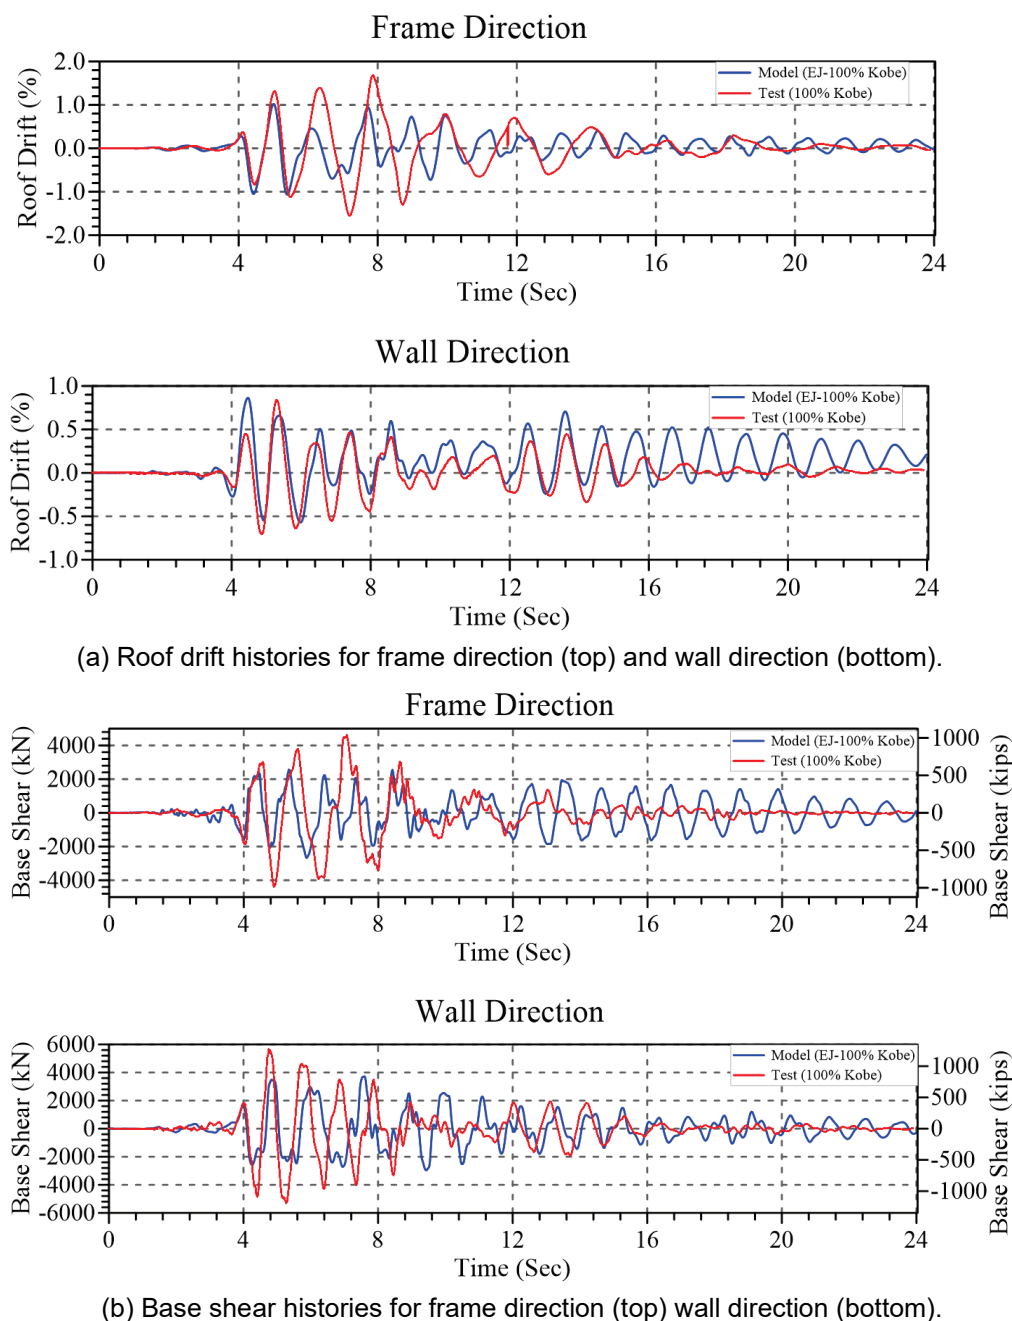 Frame Direction
Roof Drift (%)
2.0
1.0
0.0
-1.0
-2.0
Model (EJ-100% Kobe)
Test (100% Kobe)
0 4 8 12 16 20 24
Time (Sec)
Wall Direction
Roof Drift (%)
1.0
0.5
0.0
-0.5
-1.0
Model (EJ-100% Kobe)
Test (100% Kobe)
0 4 8 12 16 20 24
Time (Sec)
(a) Roof drift histories for frame direction (top) and wall direction (bottom).
Frame Direction
Base Shear (kN)
4000
2000
0
-2000
-4000
Model (EJ-100% Kobe)
Test (100% Kobe)
1000
500
0
-500
-1000
Base Shear (kips)
0 4 8 12 16 20 24
Time (Sec)
Wall Direction
Base Shear (kN)
6000
4000
2000
0
-2000
-4000
-6000
Model (EJ-100% Kobe)
Test (100% Kobe)
1000
500
0
-500
-1000
Base Shear (kips)
0 4 8 12 16 20 24
Time (Sec)
(b) Base shear histories for frame direction (top) wall direction (bottom).